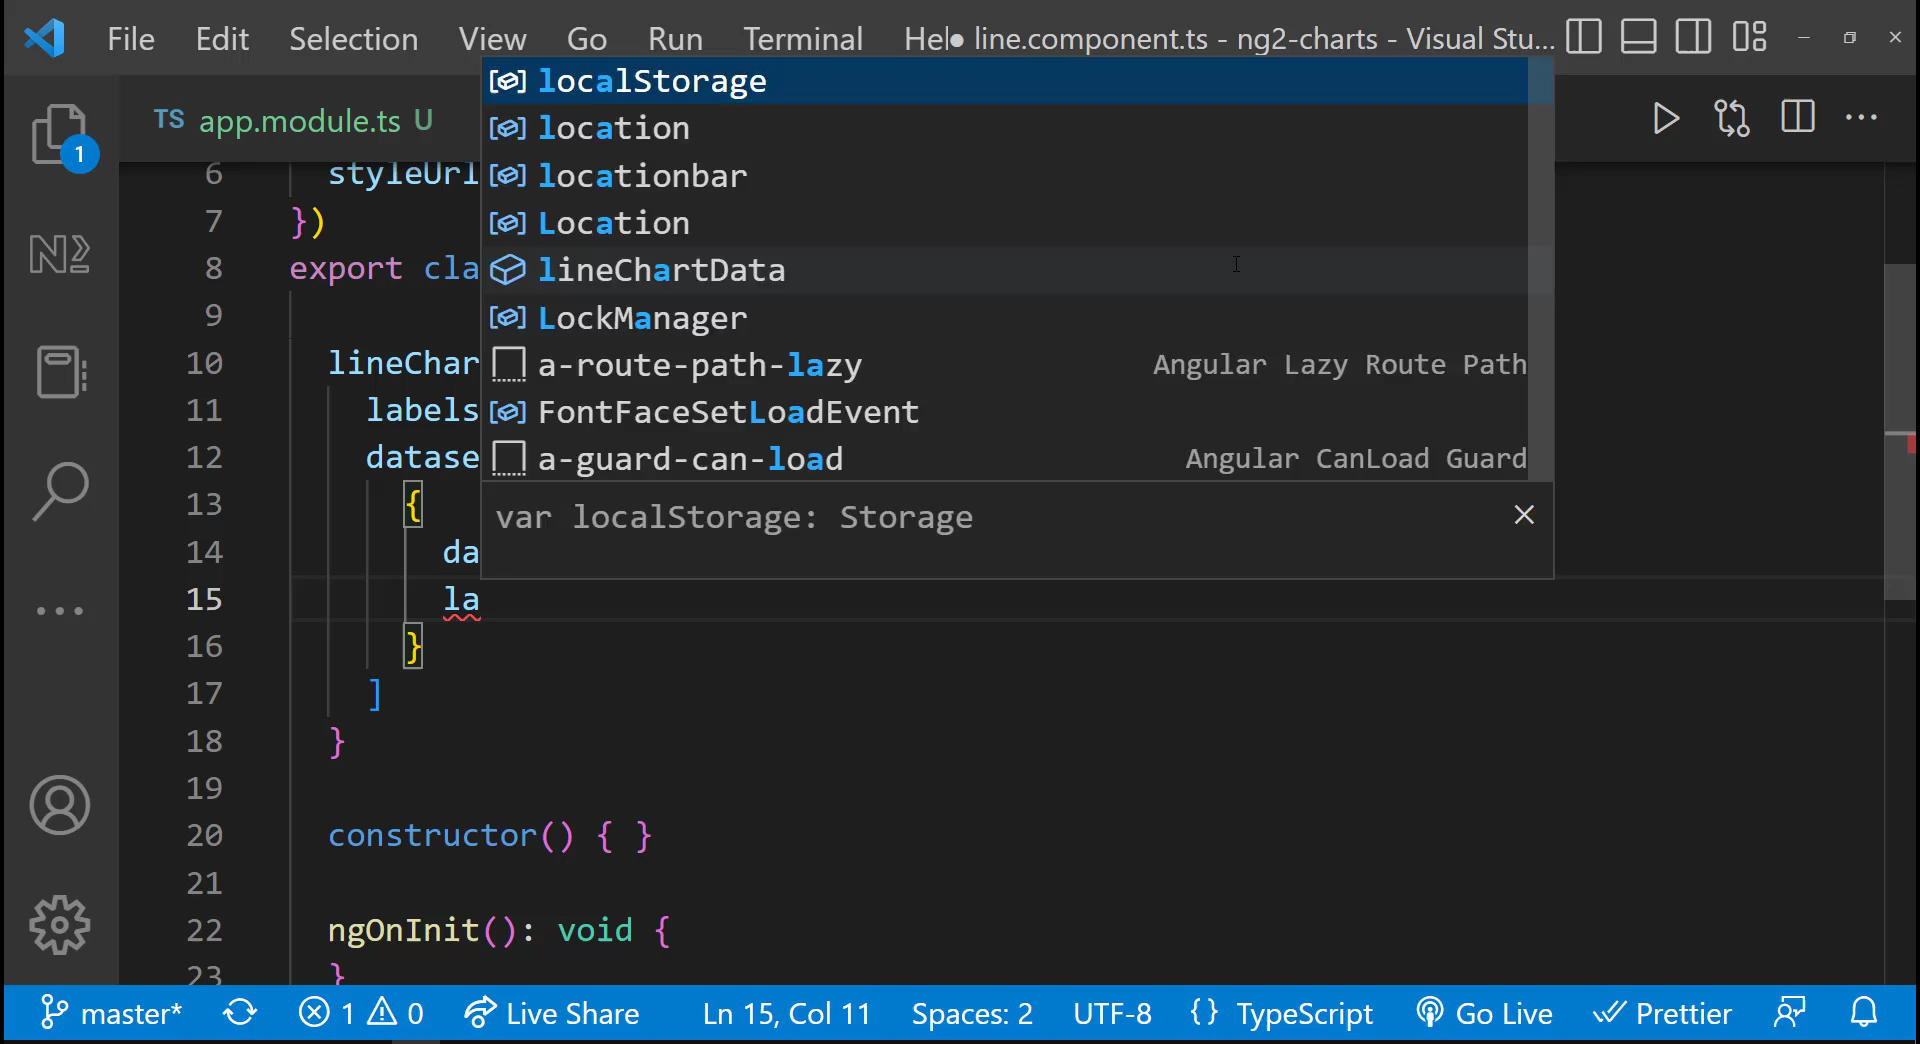 File Edit Selection View Go Run Terminal Hel ● line.component.ts - ng2-charts - Visual Stu...
TS app.module.ts U
1
localStorage
location
locationbar
Location
lineChartData
LockManager
a-route-path-lazy Angular Lazy Route Path
FontFaceSetLoadEvent
a-guard-can-load Angular CanLoad Guard
var localStorage: Storage
6 styleUrl
7 })
8 export cla
9
10 lineChar
11 labels
12 datase
13 {
14 da
15 la
16 }
17 ]
18 }
19
20 constructor() { }
21
22 ngOnInit(): void {
23 }
master* 1 0 Live Share Ln 15, Col 11 Spaces: 2 UTF-8 {} TypeScript Go Live Prettier